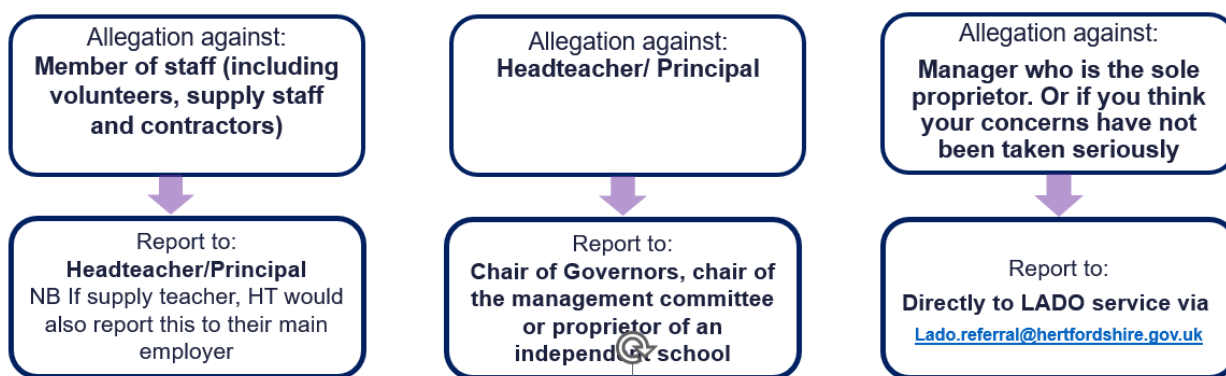 Allegation against:
Member of staff (including
volunteers, supply staff
and contractors)
Report to:
Headteacher/Principal
NB If supply teacher, HT would
also report this to their main
employer
Allegation against:
Headteacher/ Principal
Report to:
Chair of Governors, chair of
the management committee
or proprietor of an
independent school
Allegation against:
Manager who is the sole
proprietor. Or if you think
your concerns have not
been taken seriously
Report to:
Directly to LADO service via
Lado.referral@hertfordshire.gov.uk